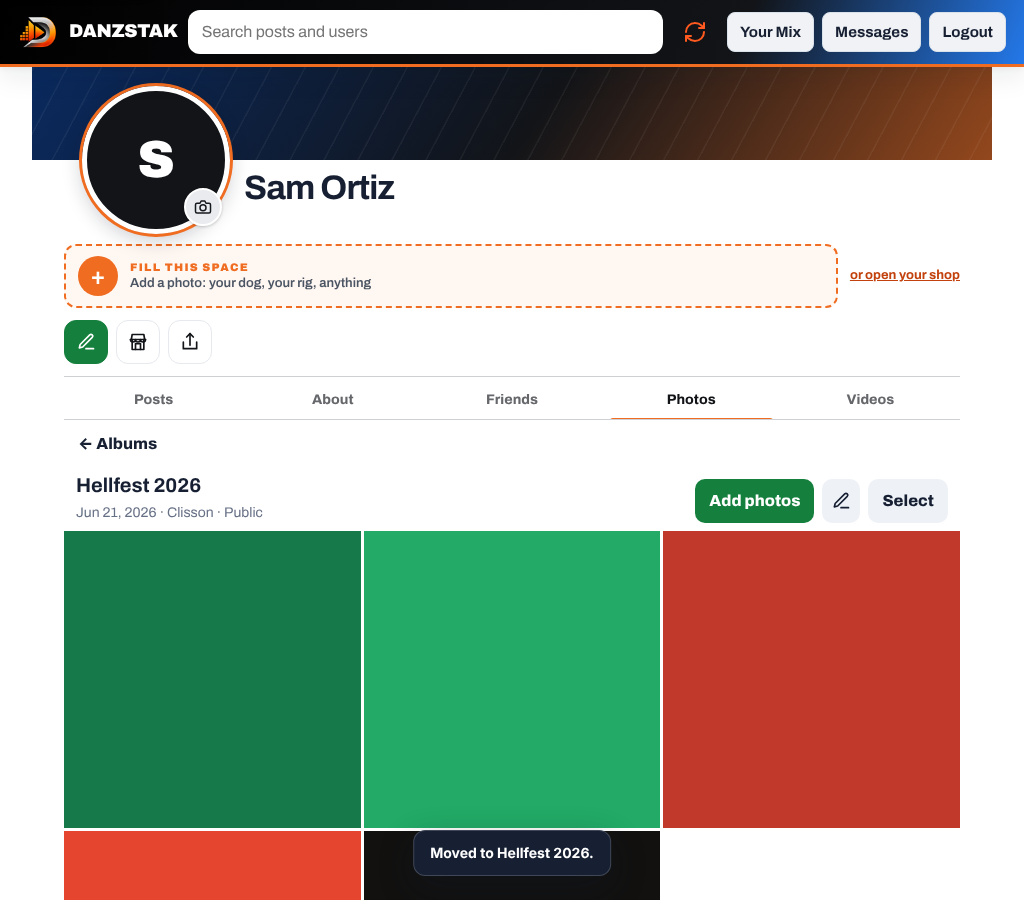 DANZSTAK
Search posts and users
Your Mix
Messages
Logout
S
Sam Ortiz
+
FILL THIS SPACE
Add a photo: your dog, your rig, anything
or open your shop
Posts
About
Friends
Photos
Videos
← Albums
Hellfest 2026
Jun 21, 2026 · Clisson · Public
Add photos
Select
Moved to Hellfest 2026.